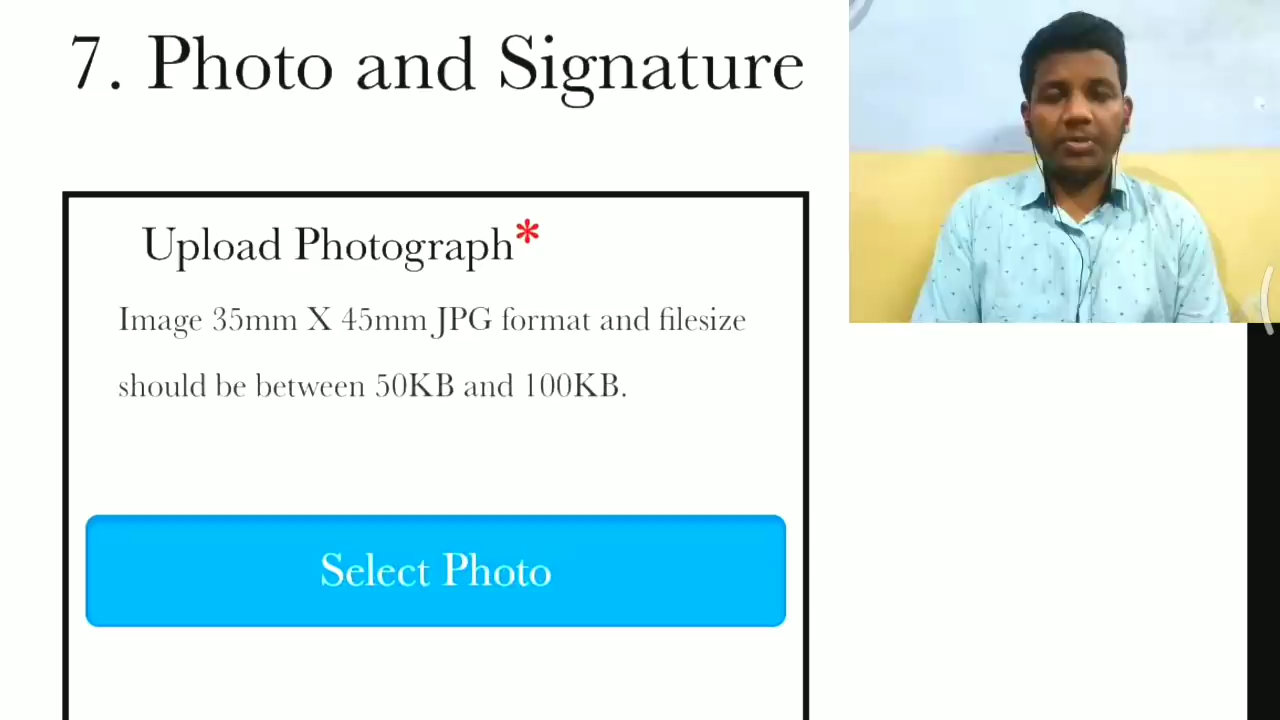 7. Photo and Signature
Upload Photograph*
Image 35mm X 45mm JPG format and filesize
should be between 50KB and 100KB.
Select Photo